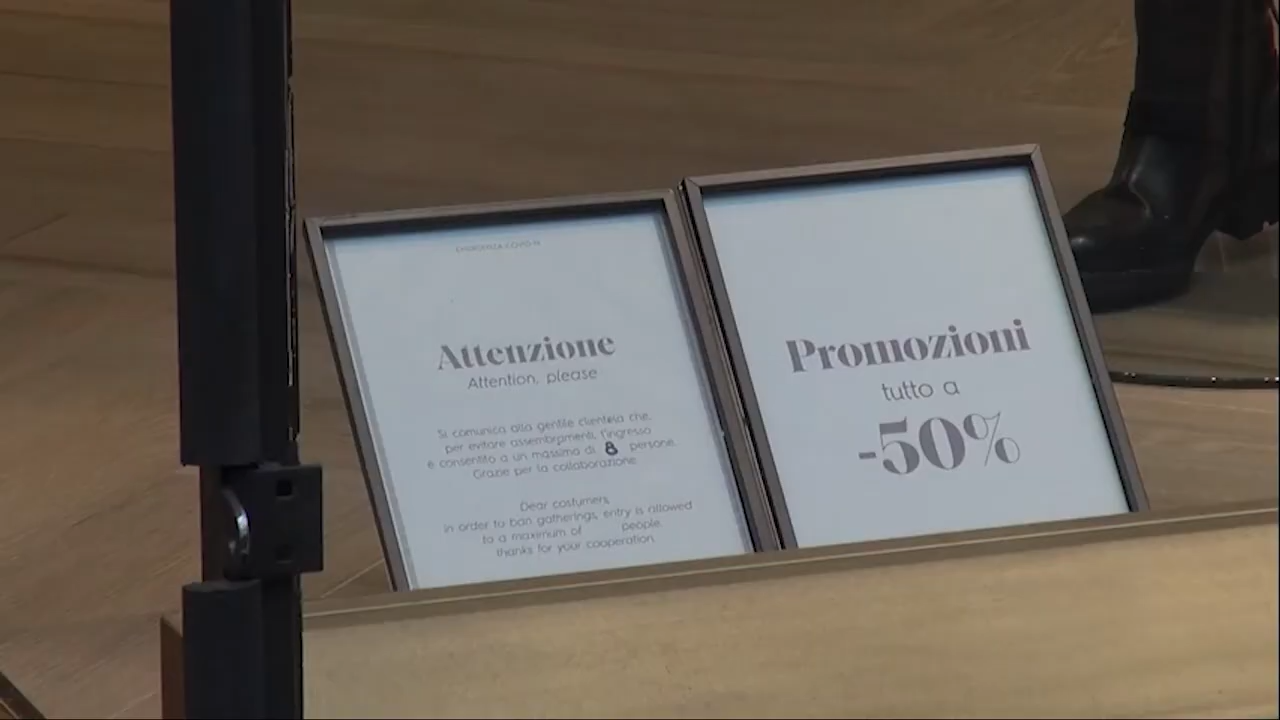 EMERGENZA COVID-19
Attenzione
Attention, please
Si comunica alla gentile clientela che,
per evitare assembramenti, l'ingresso
è consentito a un massimo di 8 persone.
Grazie per la collaborazione.
Dear costumers,
in order to ban gatherings, entry is allowed
to a maximum of people.
thanks for your cooperation.
Promozioni
tutto a
-50%